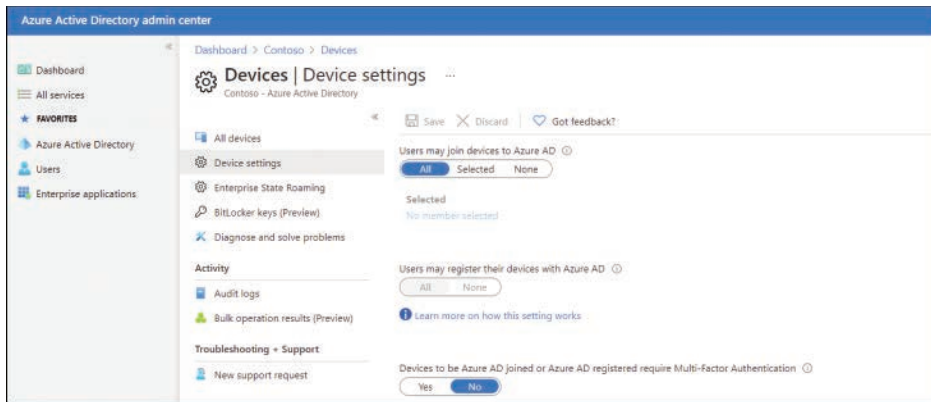 Azure Active Directory admin center
Dashboard > Contoso > Devices
Dashboard
All services
FAVORITES
Azure Active Directory
Users
Enterprise applications
Devices | Device settings ...
Contoso - Azure Active Directory
All devices
Device settings
Enterprise State Roaming
BitLocker keys (Preview)
Diagnose and solve problems
Activity
Audit logs
Bulk operation results (Preview)
Troubleshooting + Support
New support request
Save Discard Got feedback?
Users may join devices to Azure AD
All Selected None
Selected
No member selected
Users may register their devices with Azure AD
All None
Learn more on how this setting works
Devices to be Azure AD joined or Azure AD registered require Multi-Factor Authentication
Yes No